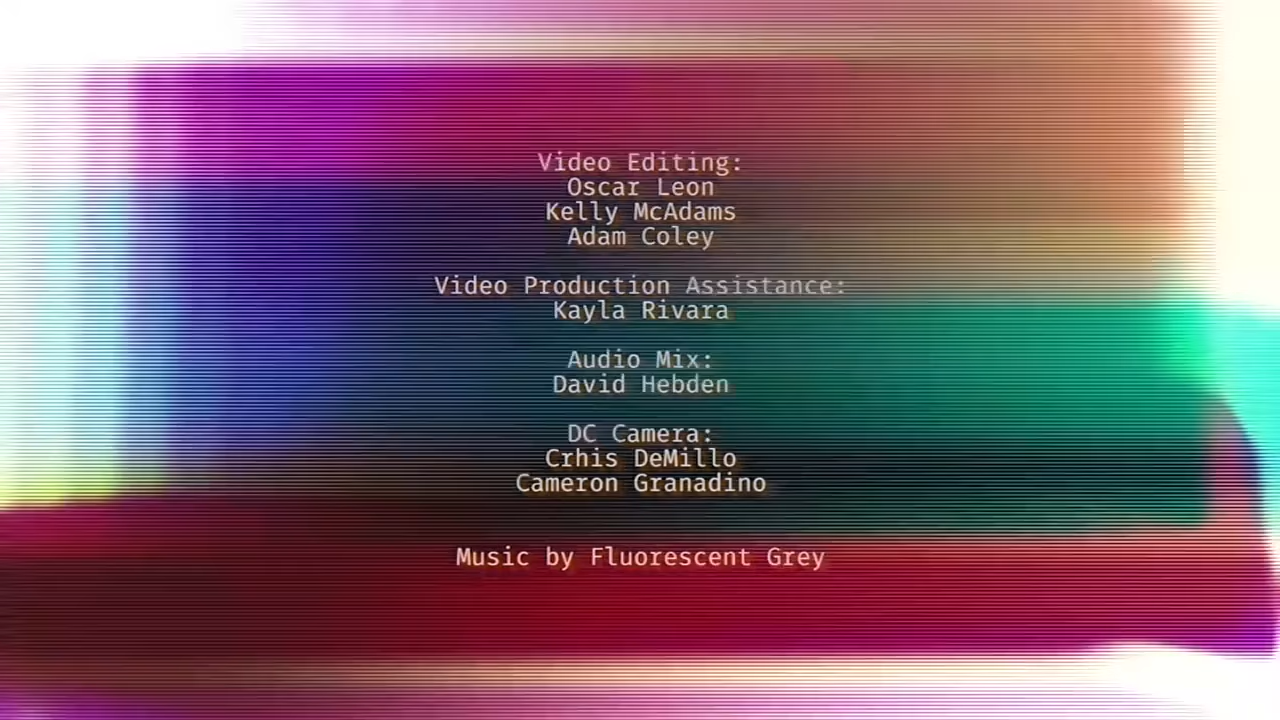 Video Editing:
Oscar Leon
Kelly McAdams
Adam Coley
Video Production Assistance:
Kayla Rivara
Audio Mix:
David Hebden
DC Camera:
Crhis DeMillo
Cameron Granadino
Music by Fluorescent Grey